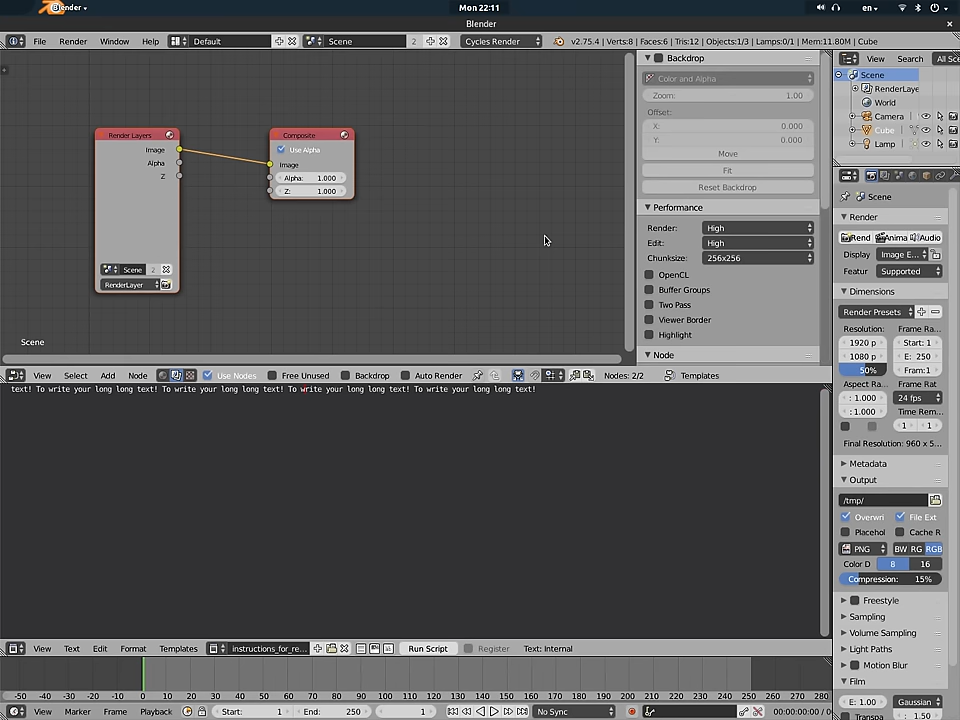 Blender
Mon 22:11
en
Blender
File Render Window Help Default Scene 2 Cycles Render v2.75.4 | Verts:8 | Faces:6 | Tris:12 | Objects:1/3 | Lamps:0/1 | Mem:11.80M | Cube
Render Layers
Image
Alpha
Z
Scene 2
RenderLayer
Composite
Use Alpha
Image
Alpha: 1.000
Z: 1.000
Scene
Backdrop
Color and Alpha
Zoom: 1.00
Offset:
X: 0.000
Y: 0.000
Move
Fit
Reset Backdrop
Performance
Render: High
Edit: High
Chunksize: 256x256
OpenCL
Buffer Groups
Two Pass
Viewer Border
Highlight
Node
View Select Add Node Use Nodes Free Unused Backdrop Auto Render Nodes: 2/2 Templates
text! To write your long long text! To write your long long text! To write your long long text! To write your long long text!
View Text Edit Format Templates instructions_for_re... Run Script Register Text: Internal
-50 -40 -30 -20 -10 0 10 20 30 40 50 60 70 80 90 100 110 120 130 140 150 160 170 180 190 200 210 220 230 240 250 260 270 280
View Marker Frame Playback Start: 1 End: 250 1 No Sync 00:00:00:00 / 0
View Search All Sce
Scene
RenderLaye
World
Camera
Cube
Lamp
Scene
Render
Rend Anima Audio
Display Image E...
Featur Supported
Dimensions
Render Presets
Resolution: Frame Ra...
1920 p Start: 1
1080 p E: 250
50% Fram:1
Aspect Ra... Frame Rat
: 1.000 24 fps
: 1.000 Time Rem...
1 1
Final Resolution: 960 x 5...
Metadata
Output
/tmp/
Overwri File Ext
Placehol Cache R
PNG BW RG RGB
Color D 8 16
Compression: 15%
Freestyle
Sampling
Volume Sampling
Light Paths
Motion Blur
Film
E: 1.00 Gaussian
Transpa : 1.50